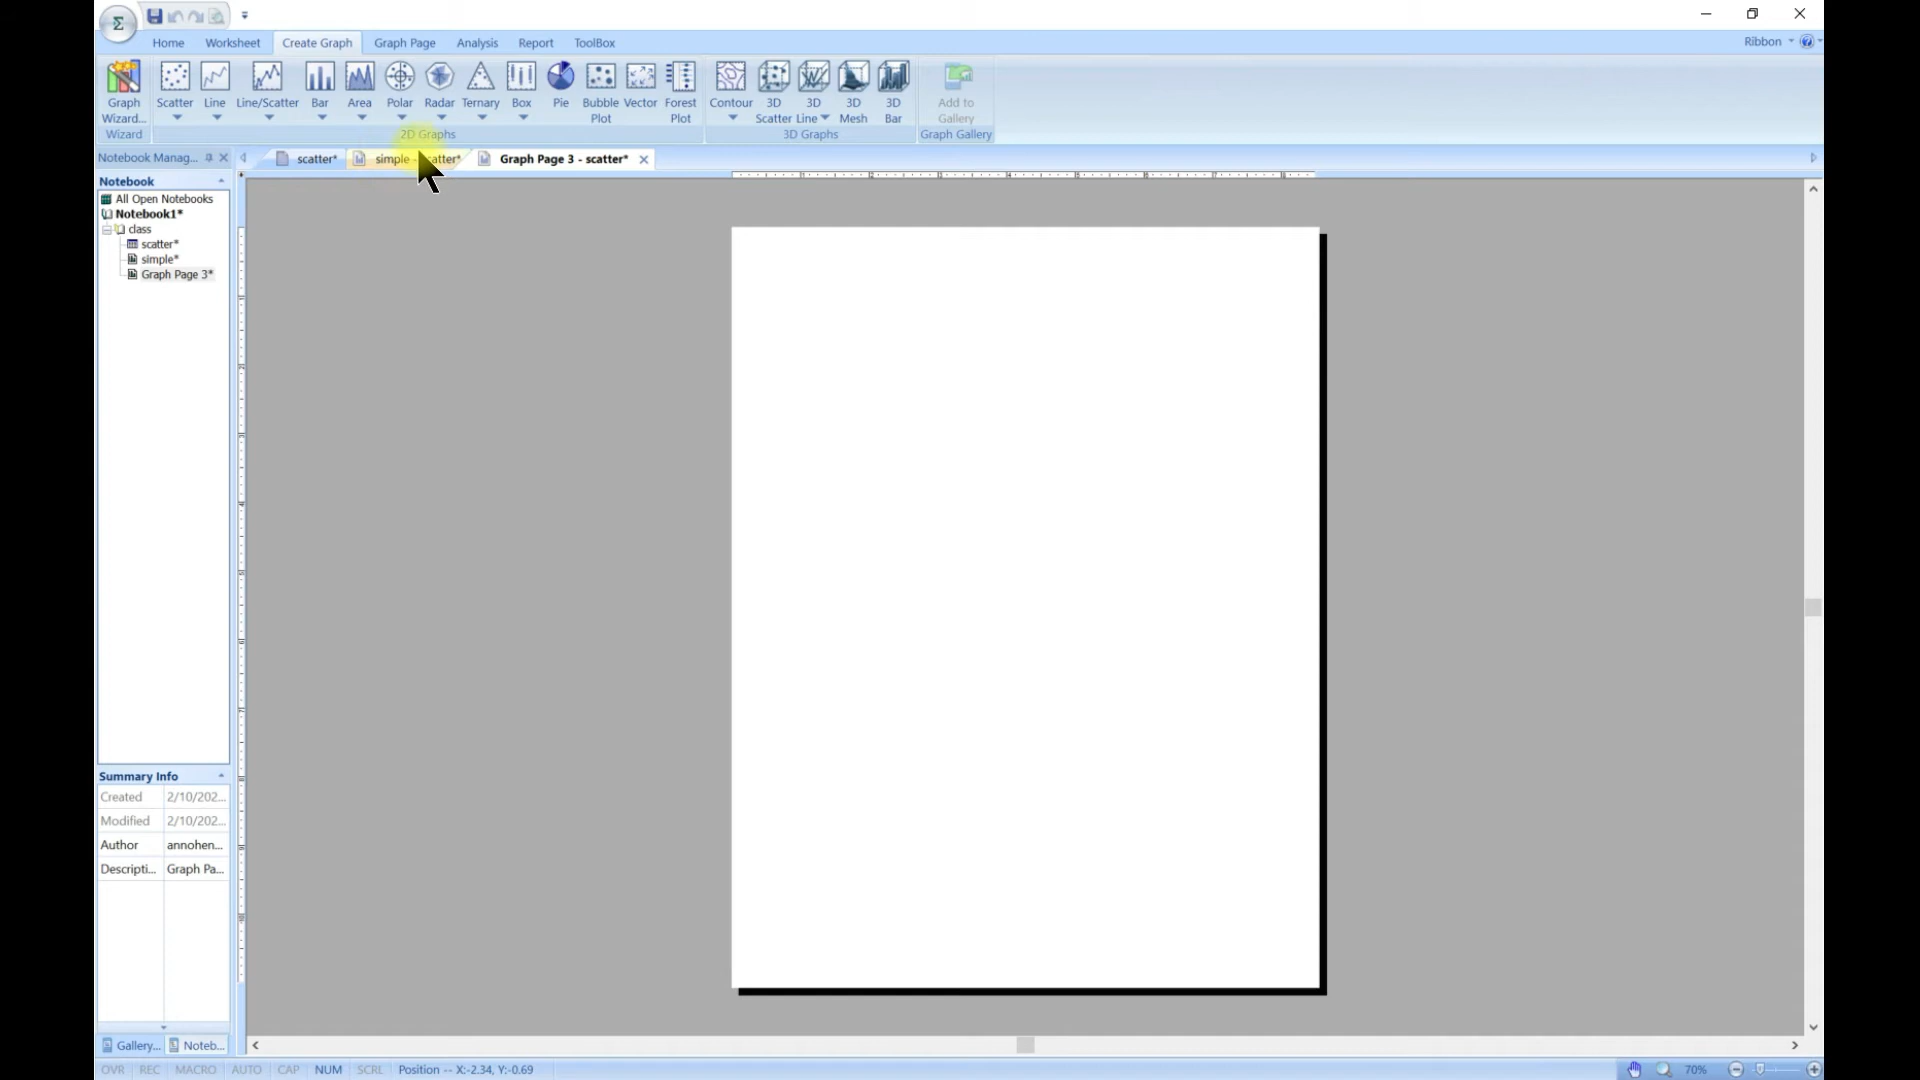 Σ
Home Worksheet Create Graph Graph Page Analysis Report ToolBox Ribbon
Graph Wizard... Scatter Line Line/Scatter Bar Area Polar Radar Ternary Box Pie Bubble Plot Vector Forest Plot Contour 3D Scatter 3D Line 3D Mesh 3D Bar Add to Gallery
Wizard 2D Graphs 3D Graphs Graph Gallery
Notebook Manag... scatter* simple - scatter* Graph Page 3 - scatter*
Notebook
All Open Notebooks
Notebook1*
class
scatter*
simple*
Graph Page 3*
Summary Info
Created 2/10/202...
Modified 2/10/202...
Author annohen...
Descripti... Graph Pa...
Gallery... Noteb...
OVR REC MACRO AUTO CAP NUM SCRL Position -- X:-2.34, Y:-0.69 70%